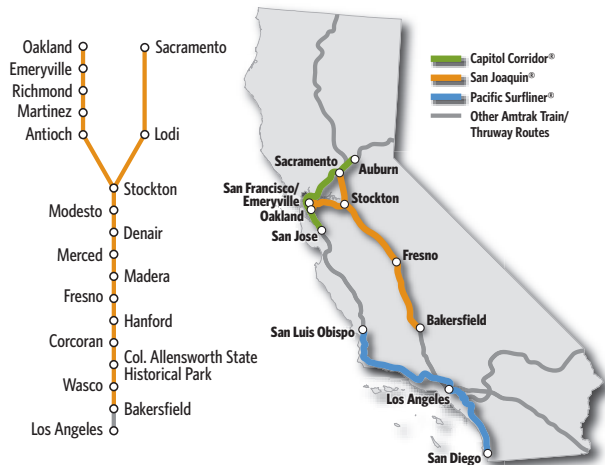 Oakland
Sacramento
Emeryville
Richmond
Martinez
Antioch
Lodi
Stockton
Modesto
Denair
Merced
Madera
Fresno
Hanford
Corcoran
Col. Allensworth State
Historical Park
Wasco
Bakersfield
Los Angeles
Capitol Corridor®
San Joaquin®
Pacific Surfliner®
Other Amtrak Train/
Thruway Routes
Sacramento
Auburn
San Francisco/
Emeryville
Oakland
Stockton
San Jose
Fresno
San Luis Obispo
Bakersfield
Los Angeles
San Diego